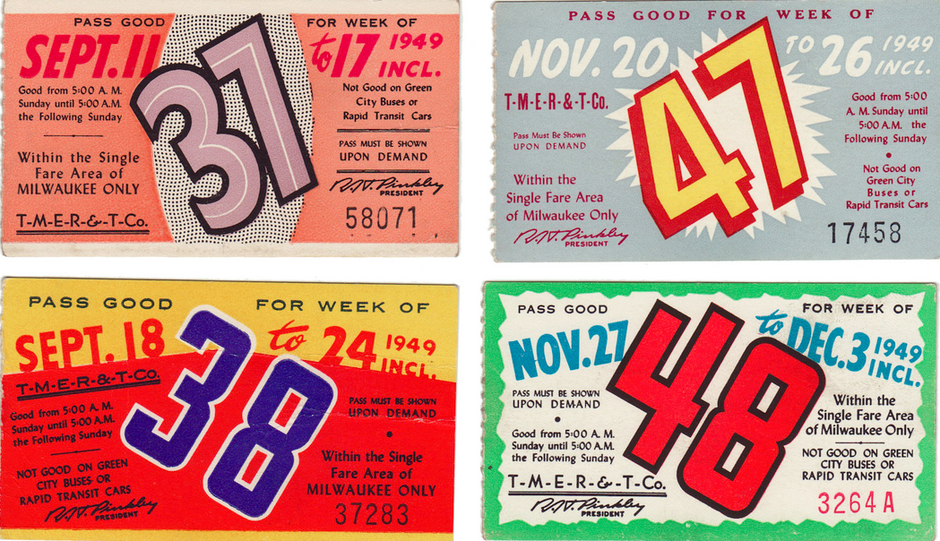 PASS GOOD FOR WEEK OF
SEPT. 11 to 17 1949 INCL.
37
Good from 5:00 A. M.
Sunday until 5:00 A.M.
the Following Sunday
Within the Single
Fare Area of
MILWAUKEE ONLY
T-M-E-R-&-T-Co.
Not Good on Green
City Buses or
Rapid Transit Cars
PASS MUST BE SHOWN
UPON DEMAND
R.H. Pinkley
PRESIDENT
58071
PASS GOOD FOR WEEK OF
NOV. 20 TO 26 1949 INCL.
47
T-M-E-R-&-T-Co.
PASS MUST BE SHOWN
UPON DEMAND
Within the
Single Fare Area
of Milwaukee Only
R.H. Pinkley
PRESIDENT
Good from 5:00
A. M. Sunday until
5:00 A.M. the
Following Sunday
Not Good on
Green City
Buses or
Rapid Transit Cars
17458
PASS GOOD FOR WEEK OF
SEPT. 18 to 24 1949 INCL.
38
T-M-E-R-&-T-Co.
Good from 5:00 A. M.
Sunday until 5:00 A.M.
the Following Sunday
NOT GOOD ON GREEN
CITY BUSES OR
RAPID TRANSIT CARS
R.H. Pinkley
PRESIDENT
PASS MUST BE SHOWN
UPON DEMAND
Within the Single
Fare Area of
MILWAUKEE ONLY
37283
PASS GOOD FOR WEEK OF
NOV. 27 to DEC. 3 1949 INCL.
48
PASS MUST BE SHOWN
UPON DEMAND
Good from 5:00 A. M.
Sunday until 5:00 A.M.
the Following Sunday
T-M-E-R-&-T-Co.
R.H. Pinkley
PRESIDENT
Within the
Single Fare Area
of Milwaukee Only
NOT GOOD ON GREEN
CITY BUSES OR
RAPID TRANSIT CARS
3264A